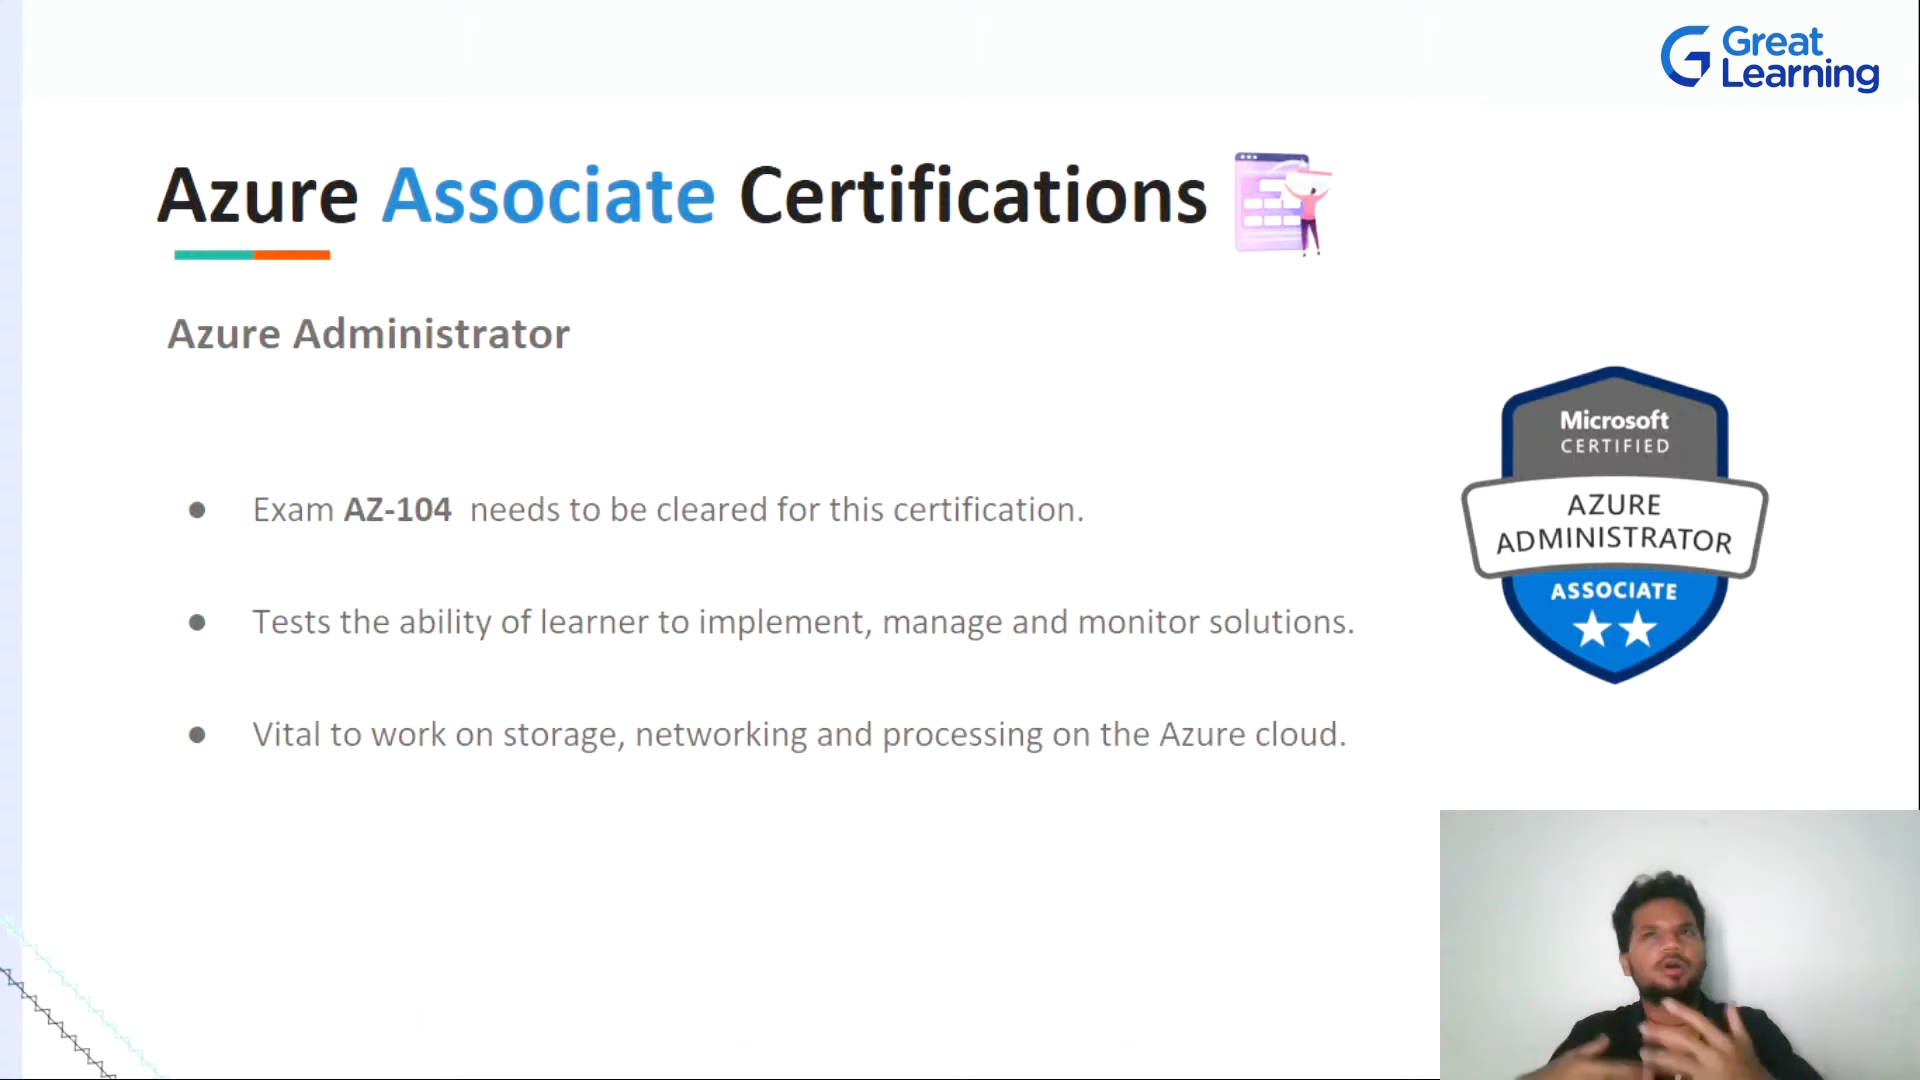 Great
Learning
Azure Associate Certifications
Azure Administrator
● Exam AZ-104 needs to be cleared for this certification.
● Tests the ability of learner to implement, manage and monitor solutions.
● Vital to work on storage, networking and processing on the Azure cloud.
Microsoft
CERTIFIED
AZURE
ADMINISTRATOR
ASSOCIATE